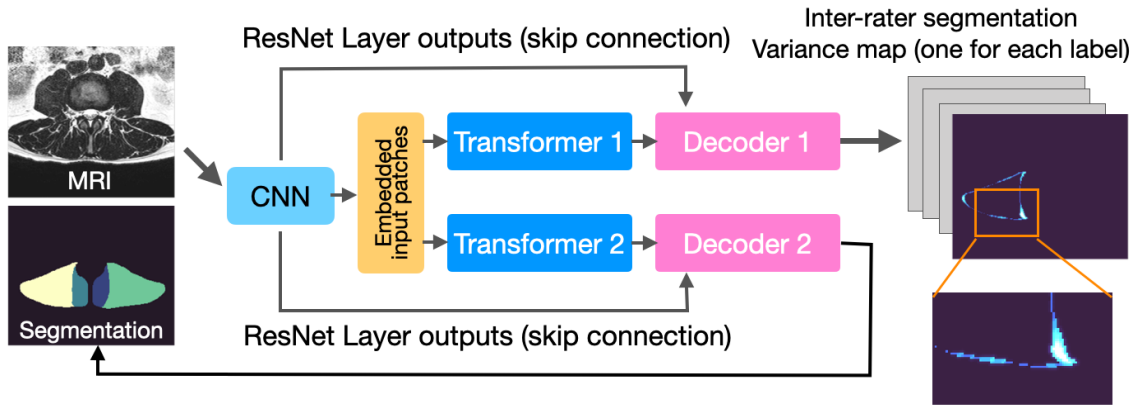 ResNet Layer outputs (skip connection)
Inter-rater segmentation
Variance map (one for each label)
MRI
CNN
Embedded
input patches
Transformer 1
Decoder 1
Transformer 2
Decoder 2
Segmentation
ResNet Layer outputs (skip connection)